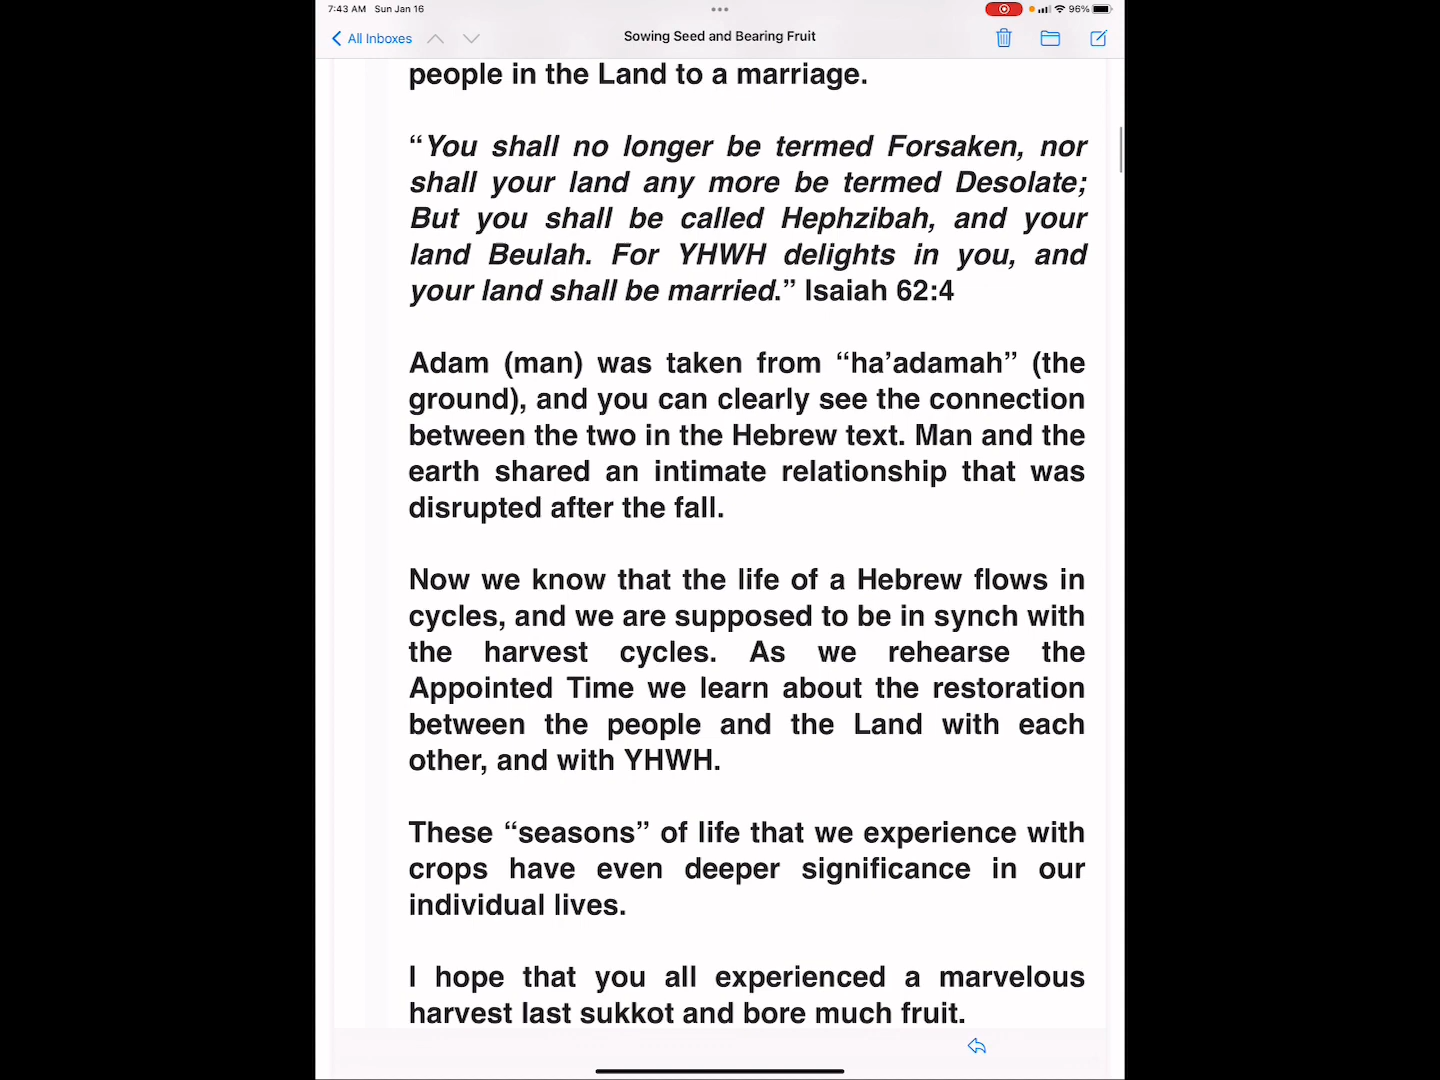 7:43 AM Sun Jan 16
96%
All Inboxes
Sowing Seed and Bearing Fruit
people in the Land to a marriage.
“You shall no longer be termed Forsaken, nor
shall your land any more be termed Desolate;
But you shall be called Hephzibah, and your
land Beulah. For YHWH delights in you, and
your land shall be married.” Isaiah 62:4
Adam (man) was taken from “ha’adamah” (the
ground), and you can clearly see the connection
between the two in the Hebrew text. Man and the
earth shared an intimate relationship that was
disrupted after the fall.
Now we know that the life of a Hebrew flows in
cycles, and we are supposed to be in synch with
the harvest cycles. As we rehearse the
Appointed Time we learn about the restoration
between the people and the Land with each
other, and with YHWH.
These “seasons” of life that we experience with
crops have even deeper significance in our
individual lives.
I hope that you all experienced a marvelous
harvest last sukkot and bore much fruit.